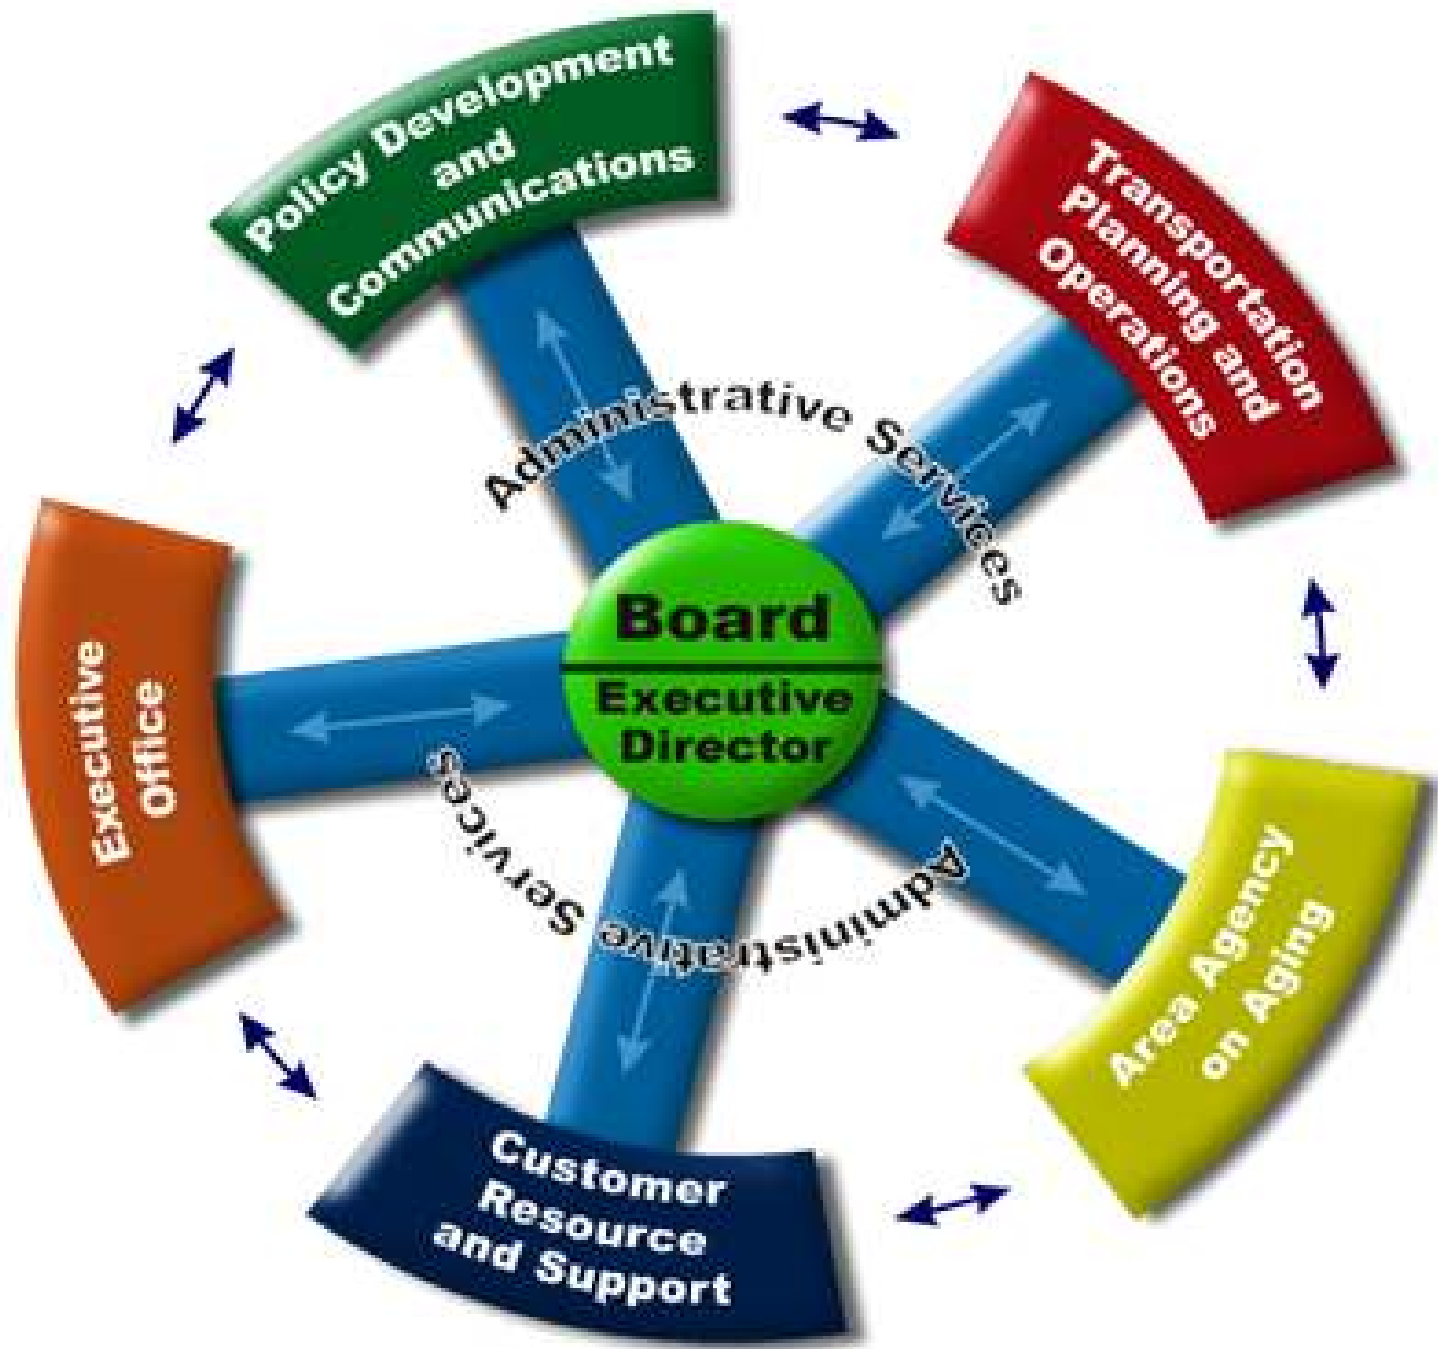 Policy Development
and
Communications
Transportation
Planning and
Operations
Administrative Services
Board
Executive
Director
Executive
Office
Area Agency
on Aging
Administrative Services
Customer
Resource
and Support